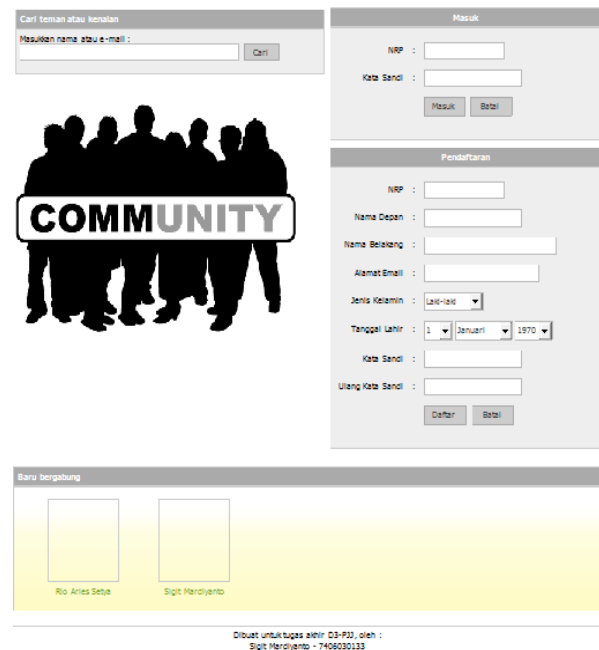 Cari teman atau kenalan
Masukkan nama atau e-mail :
Cari
COMMUNITY
Masuk
NRP :
Kata Sandi :
Masuk Batal
Pendaftaran
NRP :
Nama Depan :
Nama Belakang :
Alamat Email :
Jenis Kelamin : Laki-laki
Tanggal Lahir : 1 Januari 1970
Kata Sandi :
Ulang Kata Sandi :
Daftar Batal
Baru bergabung
Rio Aries Setya Sigit Mardiyanto
Dibuat untuk tugas akhir D3-PJJ, oleh :
Sigit Mardiyanto - 7406030133